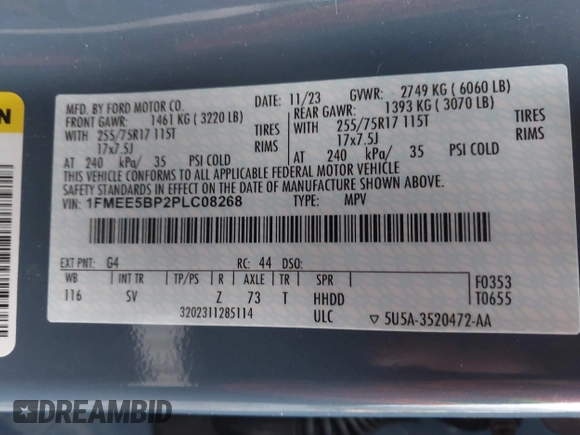 MFD. BY FORD MOTOR CO.
DATE: 11/23 GVWR: 2749 KG ( 6060 LB)
FRONT GAWR: 1461 KG ( 3220 LB)
REAR GAWR: 1393 KG ( 3070 LB)
WITH 255/75R17 115T TIRES
WITH 255/75R17 115T TIRES
17x7.5J RIMS
17x7.5J RIMS
AT 240 kPa/ 35 PSI COLD
AT 240 kPa/ 35 PSI COLD
THIS VEHICLE CONFORMS TO ALL APPLICABLE FEDERAL MOTOR VEHICLE
SAFETY STANDARDS IN EFFECT ON THE DATE OF MANUFACTURE SHOWN ABOVE.
VIN: 1FMEE5BP2PLC08268 TYPE: MPV
EXT PNT: G4 RC: 44 DSO:
WB INT TR TP/PS R AXLE TR SPR F0353
116 SV Z 73 T HHDD T0655
3202311285114 ULC ▽ 5U5A-3520472-AA
DREAMBID